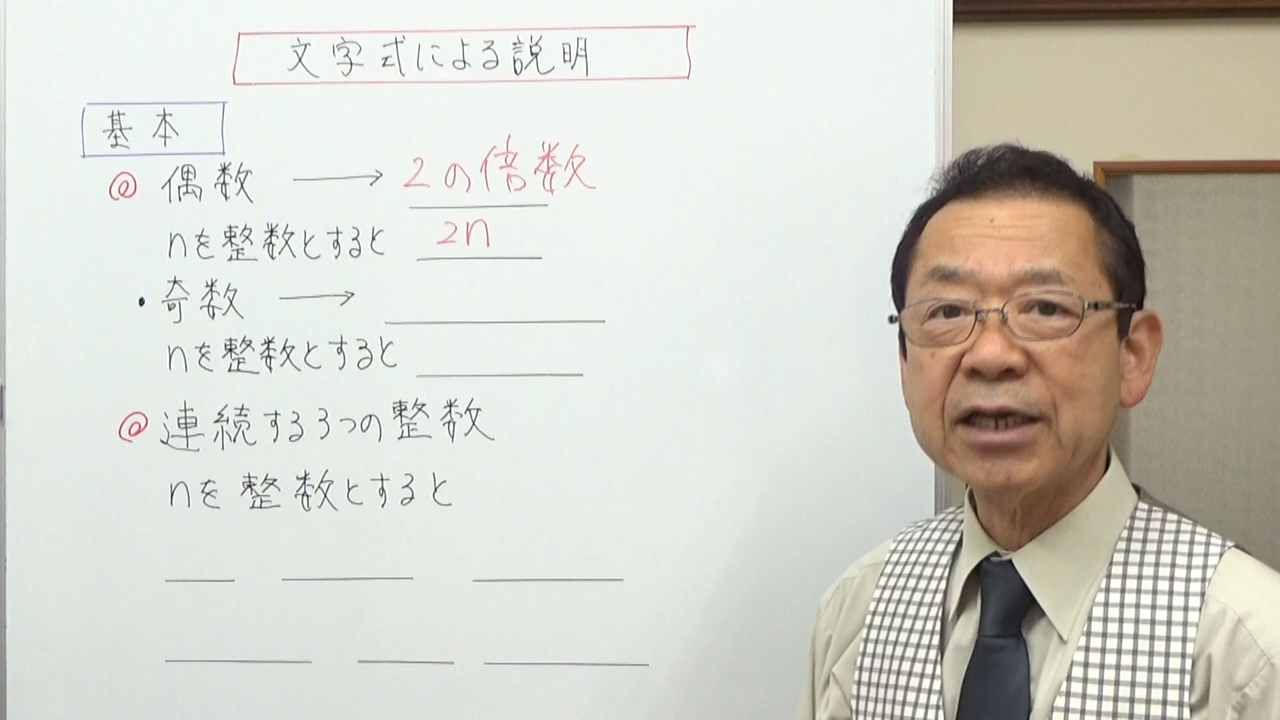 文字式による説明
基本
@ 偶数 → 2の倍数
nを整数とすると 2n
・奇数 →
nを整数とすると
@ 連続する3つの整数
nを整数とすると